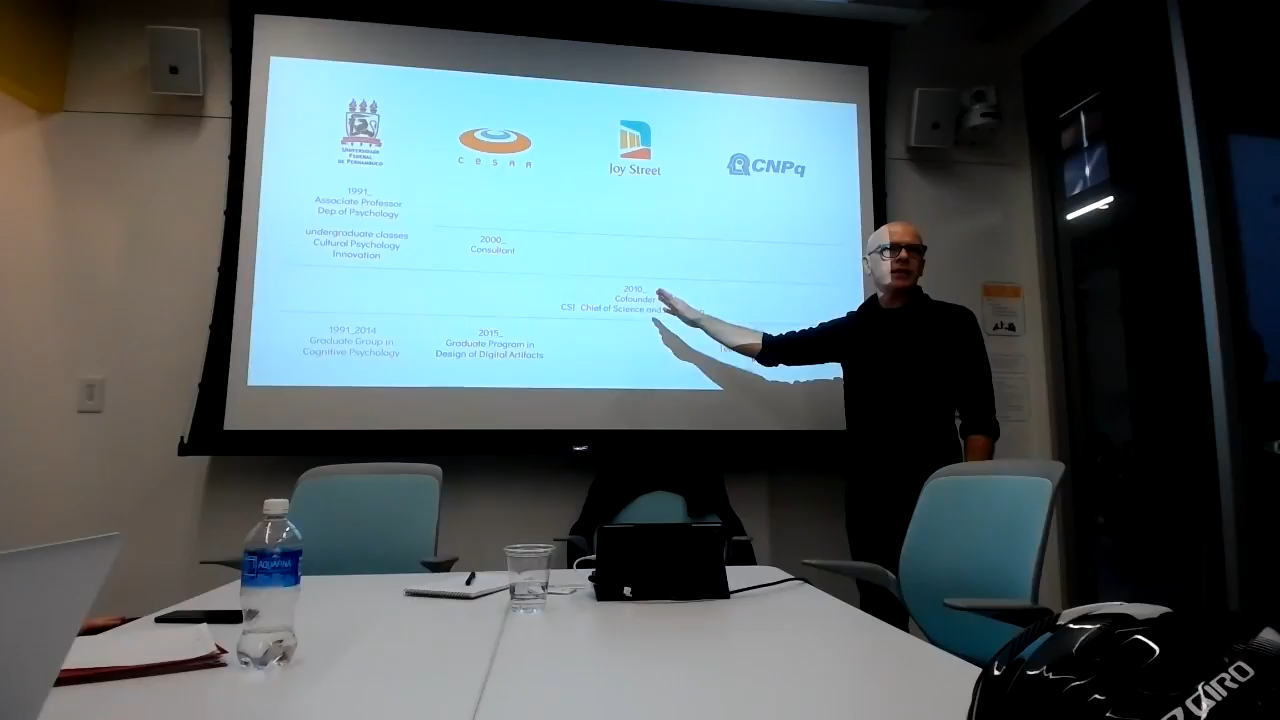 UNIVERSIDADE
FEDERAL
DE PERNAMBUCO
CESAR
Joy Street
CNPq
1991_
Associate Professor
Dep of Psychology
undergraduate classes
Cultural Psychology
Innovation
2000_
Consultant
2010_
Cofounder
CSI Chief of Science and
1991_2014
Graduate Group in
Cognitive Psychology
2015_
Graduate Program in
Design of Digital Artifacts
AQUAFINA
GIRO